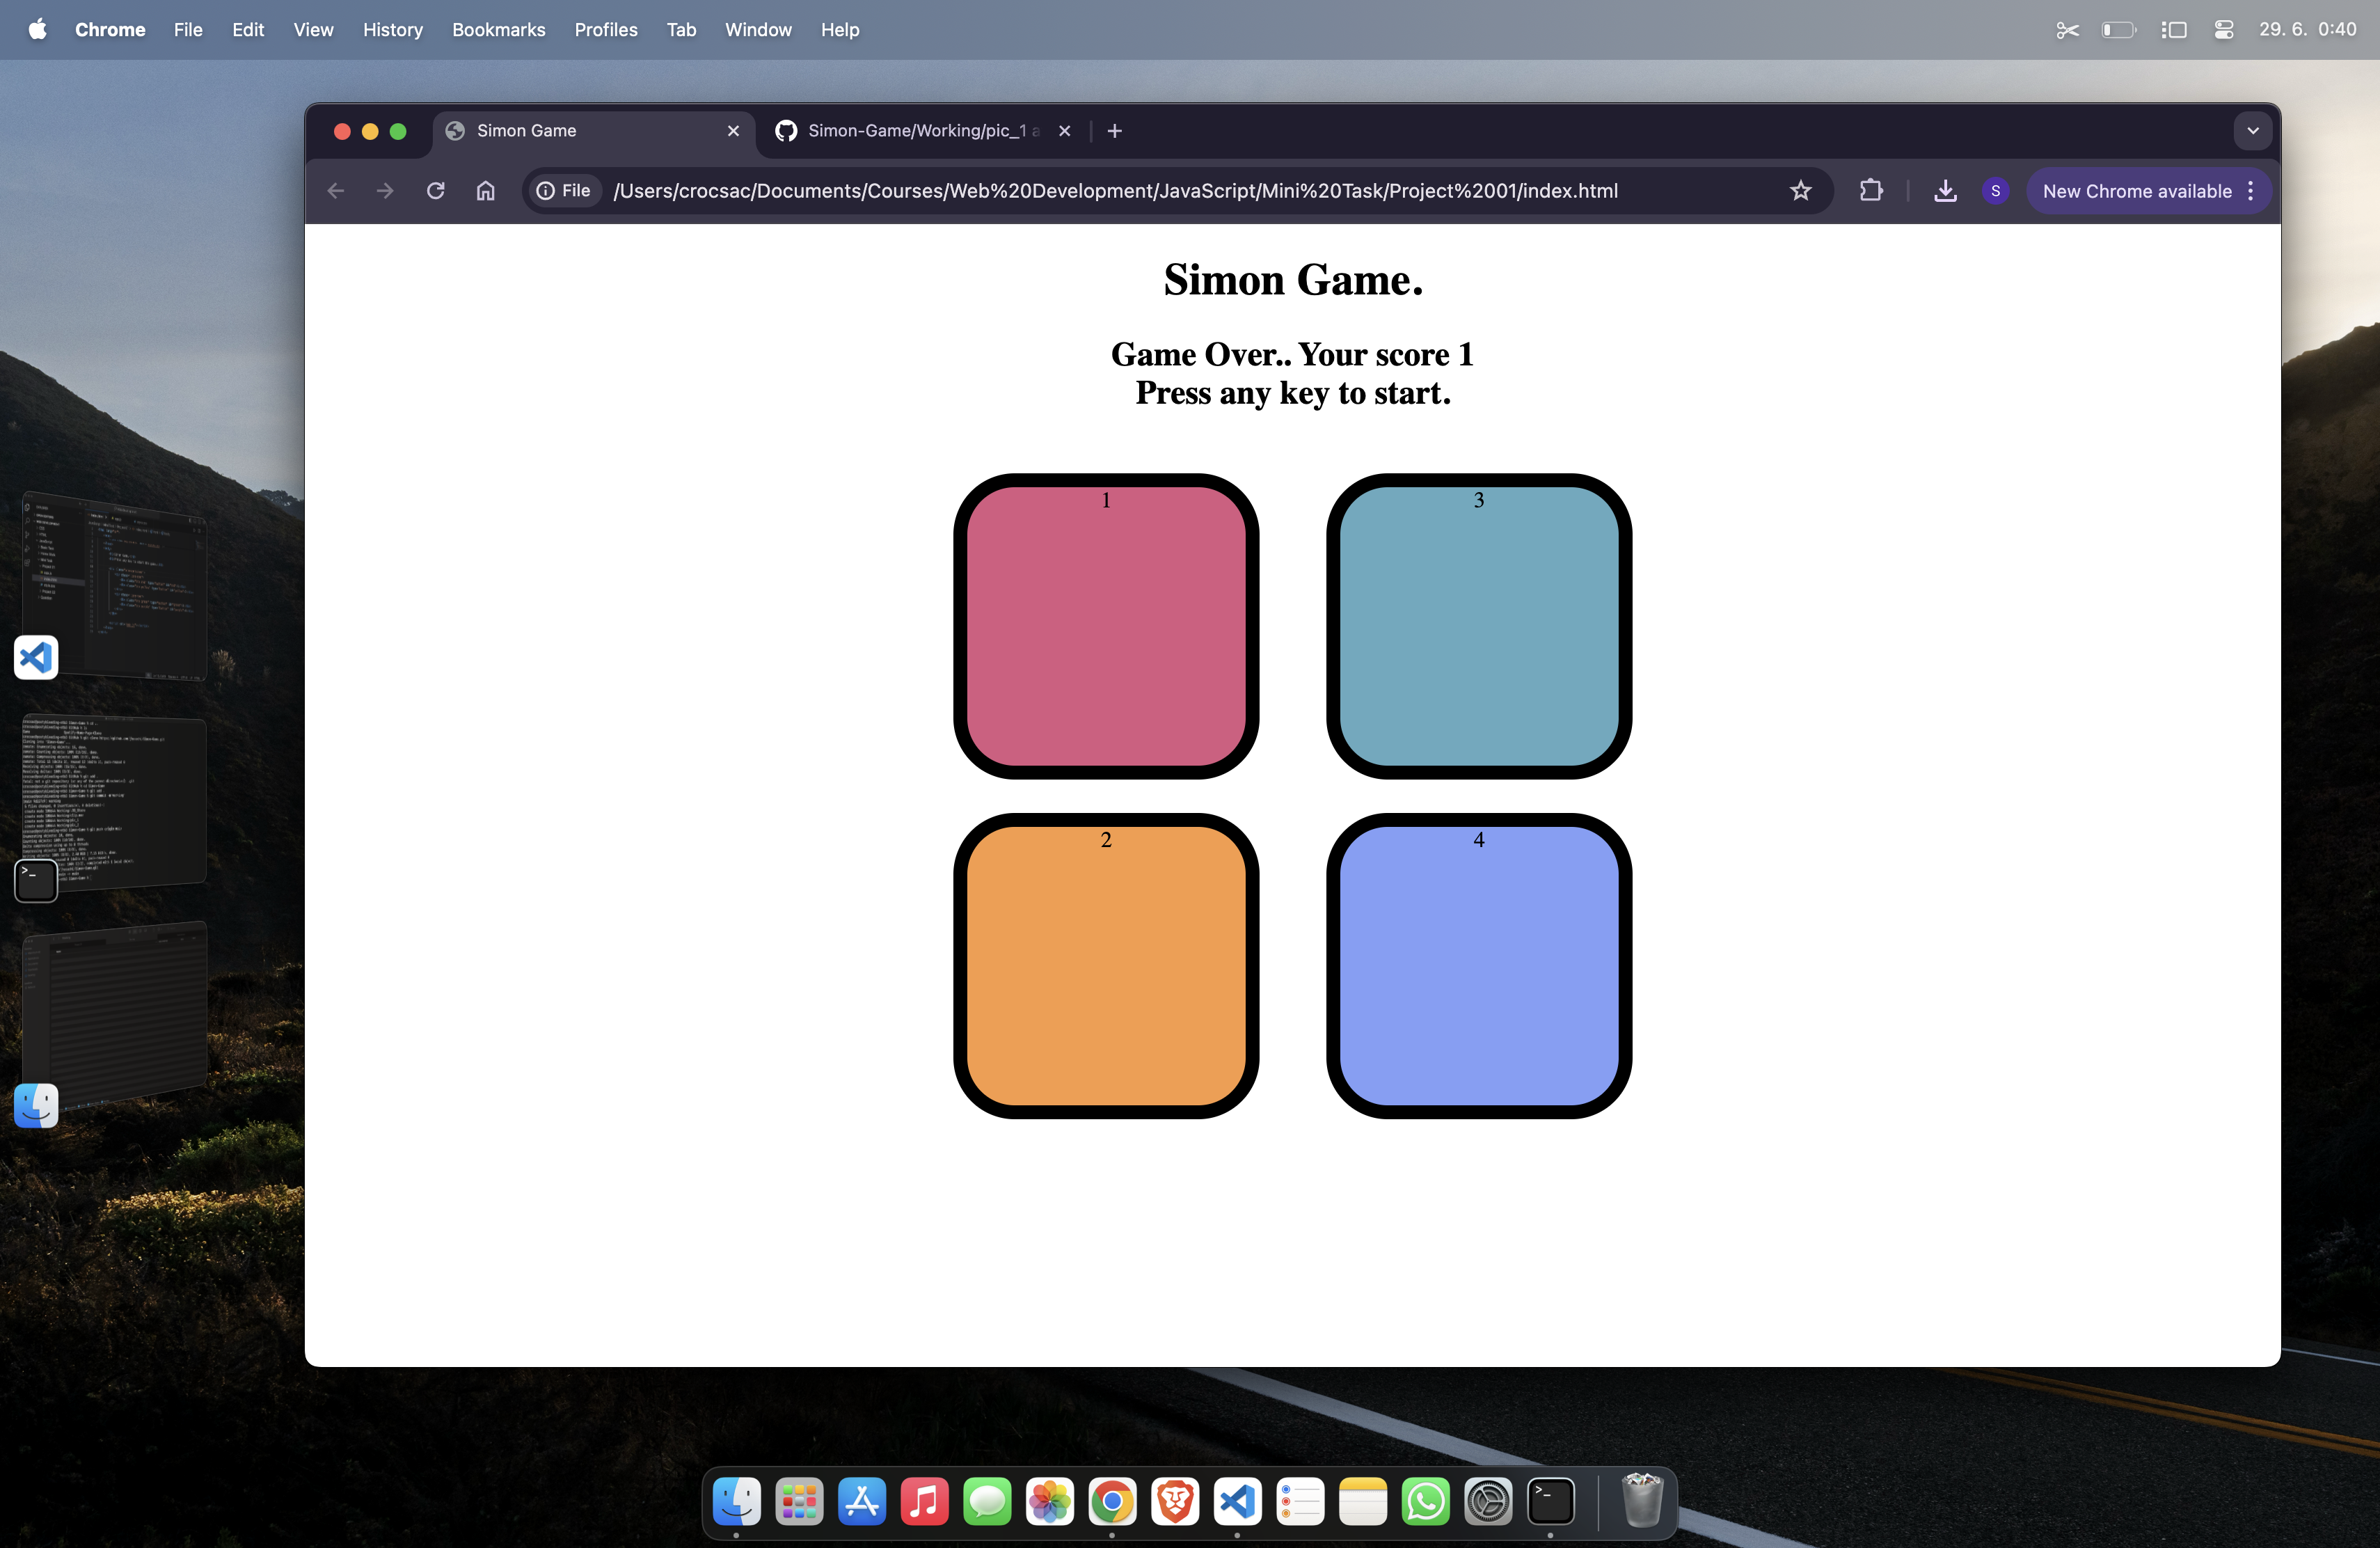 Chrome File Edit View History Bookmarks Profiles Tab Window Help 29. 6. 0:40
Simon Game Simon-Game/Working/pic_1
File /Users/crocsac/Documents/Courses/Web%20Development/JavaScript/Mini%20Task/Project%2001/index.html S New Chrome available
Simon Game.
Game Over.. Your score 1
Press any key to start.
1 3
2 4